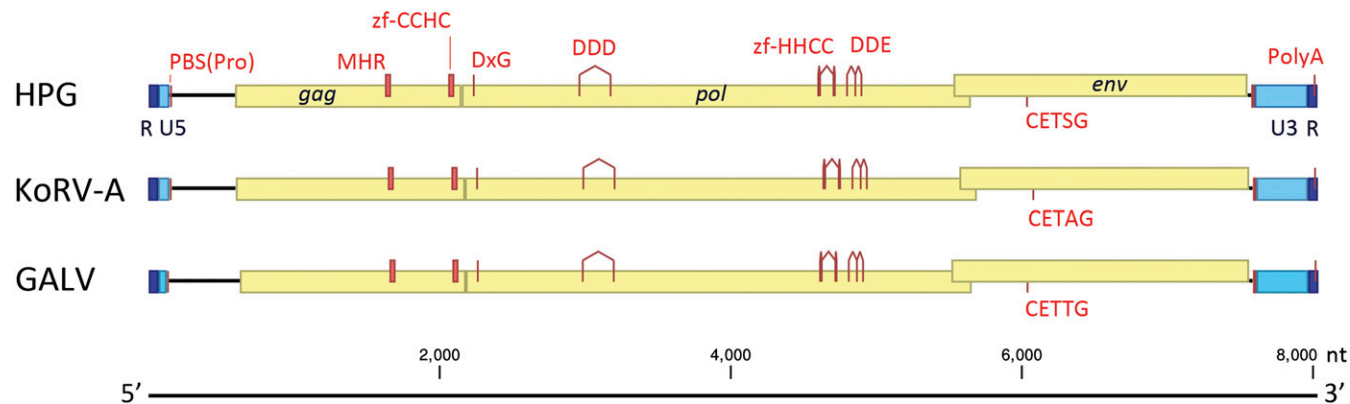 zf-CCHC
PBS(Pro) MHR DxG DDD zf-HHCC DDE PolyA
HPG gag pol env
R U5 CETSG U3 R
KoRV-A
CETAG
GALV
CETTG
2,000 4,000 6,000 8,000 nt
5’ 3’